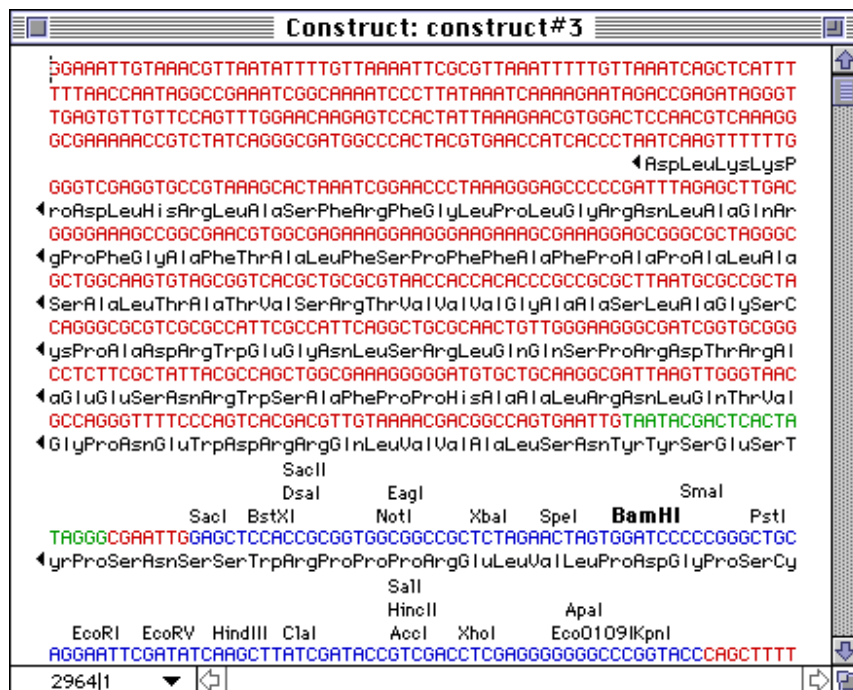 Construct: construct#3
GGAAATTGTAAACGTTAATATTTTGTTAAAATTCGCGTTAAATTTTTGTTAAATCAGCTCATTT
TTTAACCAATAGGCCGAAATCGGCAAAATCCCTTATAAATCAAAAGAATAGACCGAGATAGGGT
TGAGTGTTGTTCCAGTTTGGAACAAGAGTCCACTATTAAAGAACGTGGACTCCAACGTCAAAGG
GCGAAAAACCGTCTATCAGGGCGATGGCCCACTACGTGAACCATCACCCTAATCAAGTTTTTTG
AspLeuLysLysP
GGGTCGAGGTGCCGTAAAGCACTAAATCGGAACCCTAAAGGGAGCCCCCGATTTAGAGCTTGAC
roAspLeuHisArgLeuAlaSerPheArgPheGlyLeuProLeuGlyArgAsnLeuAlaGlnAr
GGGGAAAGCCGGCGAACGTGGCGAGAAAGGAAGGGAAGAAAGCGAAAGGAGCGGGCGCTAGGGC
gProPheGlyAlaPheThrAlaLeuPheSerProPhePheAlaPheProAlaProAlaLeuAla
GCTGGCAAGTGTAGCGGTCACGCTGCGCGTAACCACCACACCCGCCGCGCTTAATGCGCCGCTA
SerAlaLeuThrAlaThrValSerArgThrValValValGlyAlaAlaSerLeuAlaGlySerC
CAGGGCGCGTCGCGCCATTCGCCATTCAGGCTGCGCAACTGTTGGGAAGGGCGATCGGTGCGGG
ysProAlaAspArgTrpGluGlyAsnLeuSerArgLeuGlnGlnSerProArgAspThrArgAl
CCTCTTCGCTATTACGCCAGCTGGCGAAAGGGGGATGTGCTGCAAGGCGATTAAGTTGGGTAAC
aGluGluSerAsnArgTrpSerAlaPheProProHisAlaAlaLeuArgAsnLeuGlnThrVal
GCCAGGGTTTTCCCAGTCACGACGTTGTAAAACGACGGCCAGTGAATTGTAATACGACTCACTA
GlyProAsnGluTrpAspArgArgGlnLeuValValAlaLeuSerAsnTyrTyrSerGluSerT
SacII
DsaI EagI SmaI
SacI BstXI NotI XbaI SpeI BamHI PstI
TAGGGCGAATTGGAGCTCCACCGCGGTGGCGGCCGCTCTAGAACTAGTGGATCCCCCGGGCTGC
yrProSerAsnSerSerTrpArgProProProArgGluLeuValLeuProAspGlyProSerCy
SalI
HincII ApaI
EcoRI EcoRV HindIII ClaI AccI XhoI Eco0109IKpnI
AGGAATTCGATATCAAGCTTATCGATACCGTCGACCTCGAGGGGGGGCCCGGTACCCAGCTTTT
2964|1